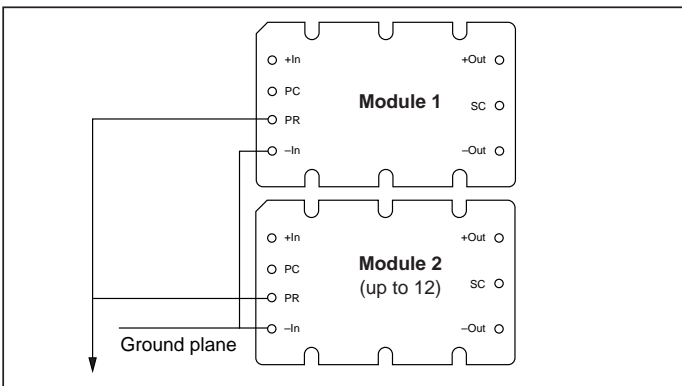 +In +Out
PC
Module 1
SC
PR
–In –Out
+In +Out
PC
Module 2
(up to 12)
SC
PR
–In –Out
Ground plane